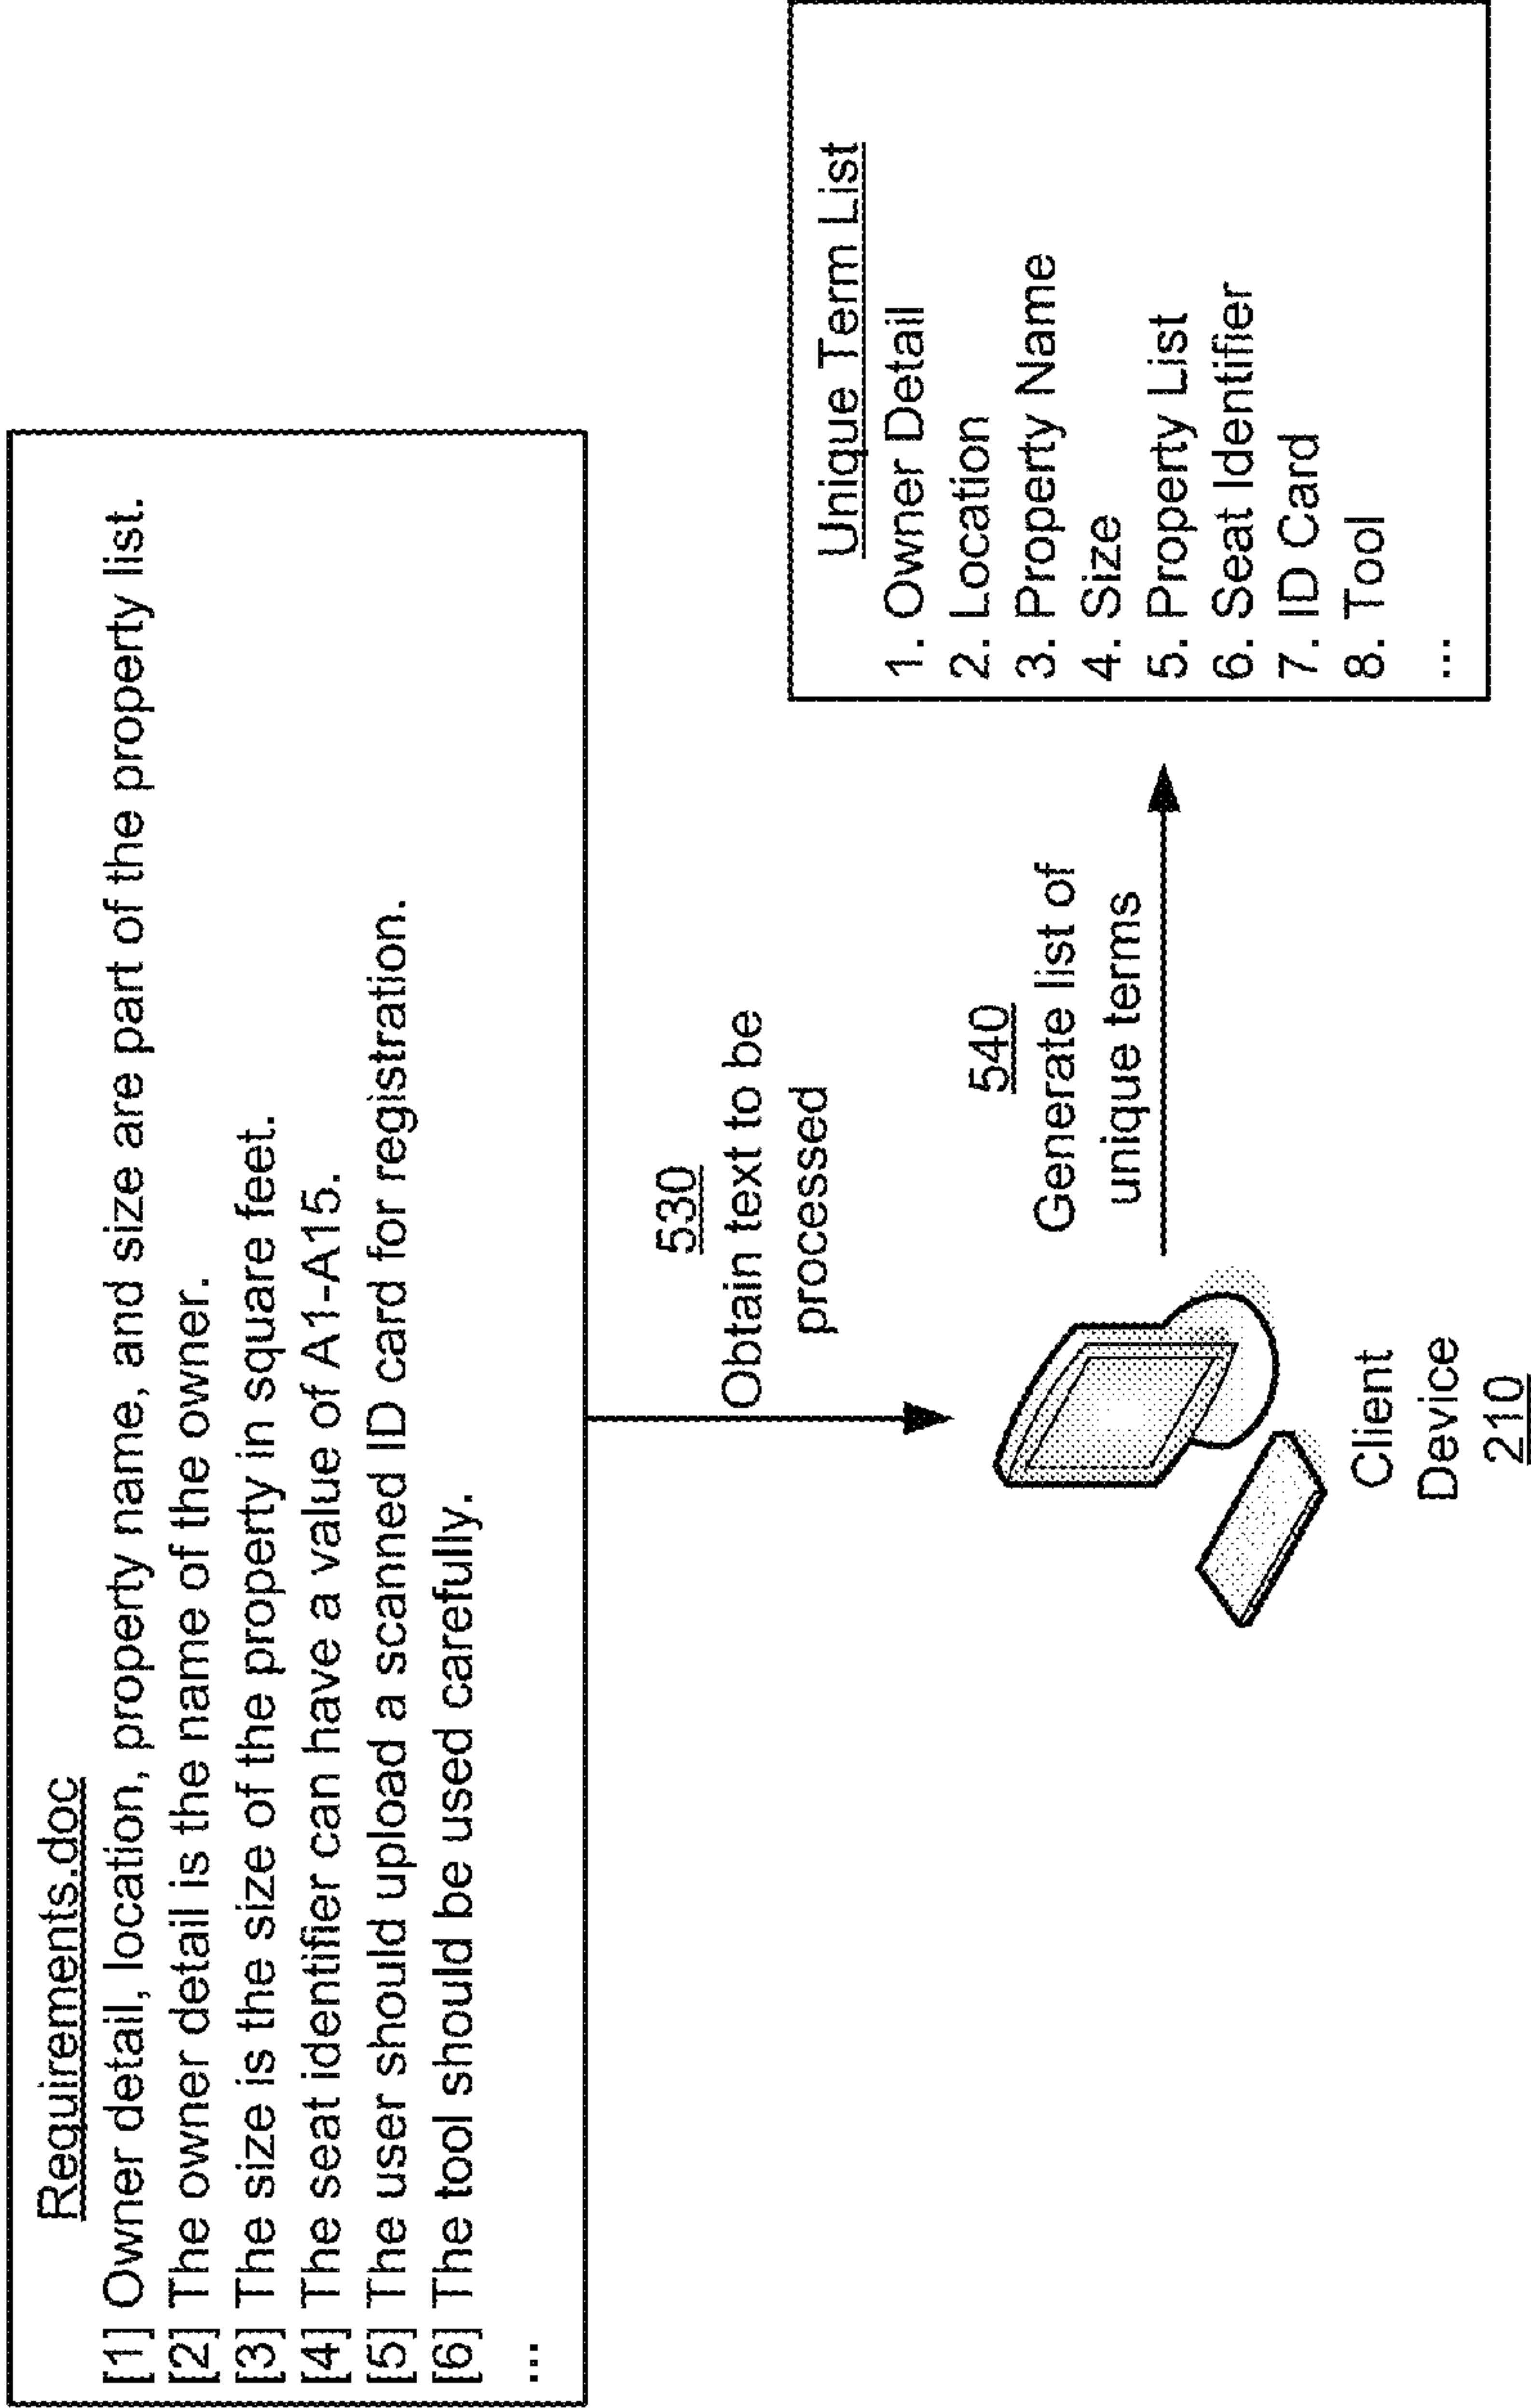 Requirements.doc
[1] Owner detail, location, property name, and size are part of the property list.
[2] The owner detail is the name of the owner.
[3] The size is the size of the property in square feet.
[4] The seat identifier can have a value of A1-A15.
[5] The user should upload a scanned ID card for registration.
[6] The tool should be used carefully.
...
530
Obtain text to be
processed
540
Generate list of
unique terms
Client
Device
210
Unique Term List
1. Owner Detail
2. Location
3. Property Name
4. Size
5. Property List
6. Seat Identifier
7. ID Card
8. Tool
...